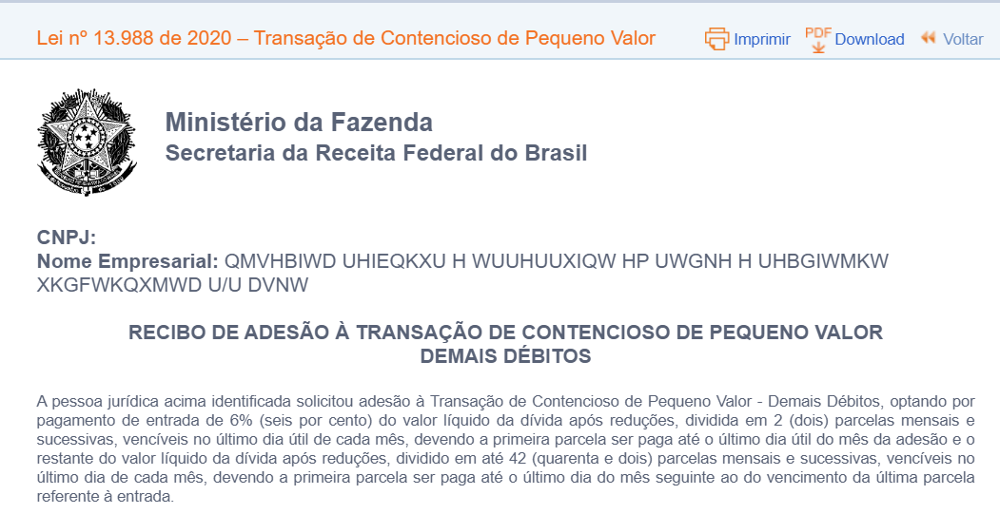 Lei nº 13.988 de 2020 – Transação de Contencioso de Pequeno Valor
Imprimir
PDF Download
Voltar
Ministério da Fazenda
Secretaria da Receita Federal do Brasil
CNPJ:
Nome Empresarial: QMVHBIWD UHIEQKXU H WUUHUUXIQW HP UWGNH H UHBGIWMKW
XKGFWKQXMWD U/U DVNW
RECIBO DE ADESÃO À TRANSAÇÃO DE CONTENCIOSO DE PEQUENO VALOR
DEMAIS DÉBITOS
A pessoa jurídica acima identificada solicitou adesão à Transação de Contencioso de Pequeno Valor - Demais Débitos, optando por
pagamento de entrada de 6% (seis por cento) do valor líquido da dívida após reduções, dividida em 2 (dois) parcelas mensais e
sucessivas, vencíveis no último dia útil de cada mês, devendo a primeira parcela ser paga até o último dia útil do mês da adesão e o
restante do valor líquido da dívida após reduções, dividido em até 42 (quarenta e dois) parcelas mensais e sucessivas, vencíveis no
último dia de cada mês, devendo a primeira parcela ser paga até o último dia do mês seguinte ao do vencimento da última parcela
referente à entrada.